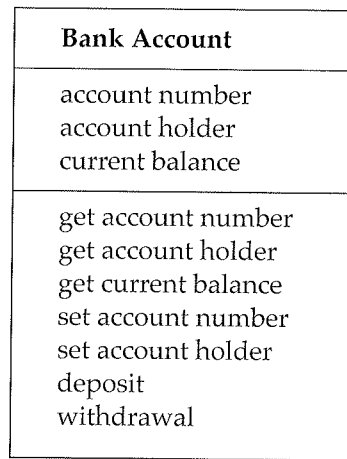 Bank Account
account number
account holder
current balance
get account number
get account holder
get current balance
set account number
set account holder
deposit
withdrawal